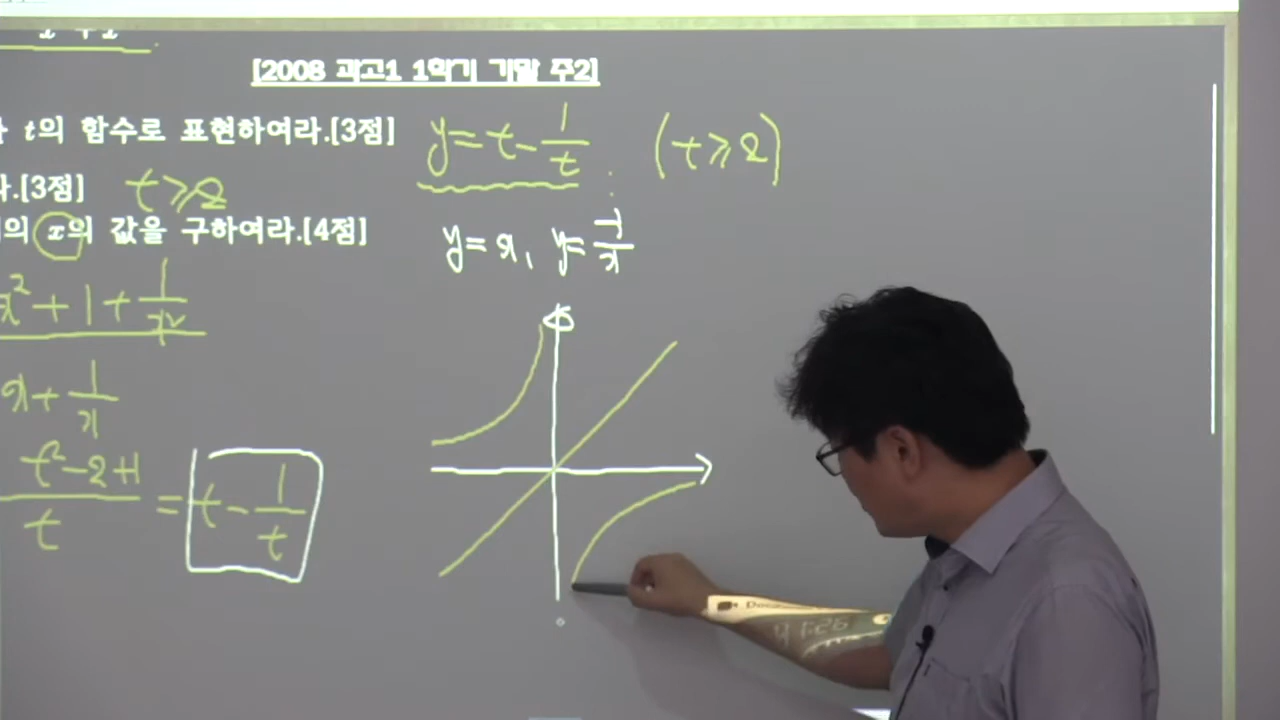 [2008 과고1 1학기 기말 주2]
t의 함수로 표현하여라.[3점]
y=t-1/t (t≥2)
라.[3점] t≥2
의 x의 값을 구하여라.[4점]
y=x, y=-1/x
x²+1+1/x²
x+1/x
t²-2+1/t = t-1/t